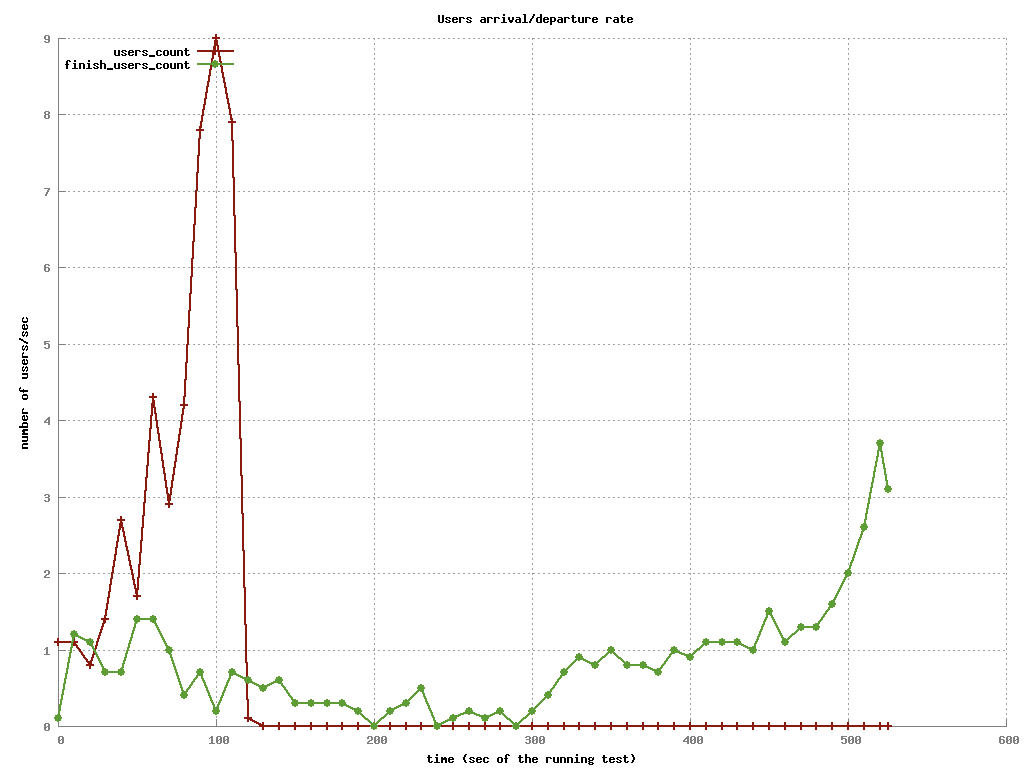 Users arrival/departure rate
users_count
finish_users_count
9
8
7
6
5
4
3
2
1
0
number of users/sec
0 100 200 300 400 500 600
time (sec of the running test)